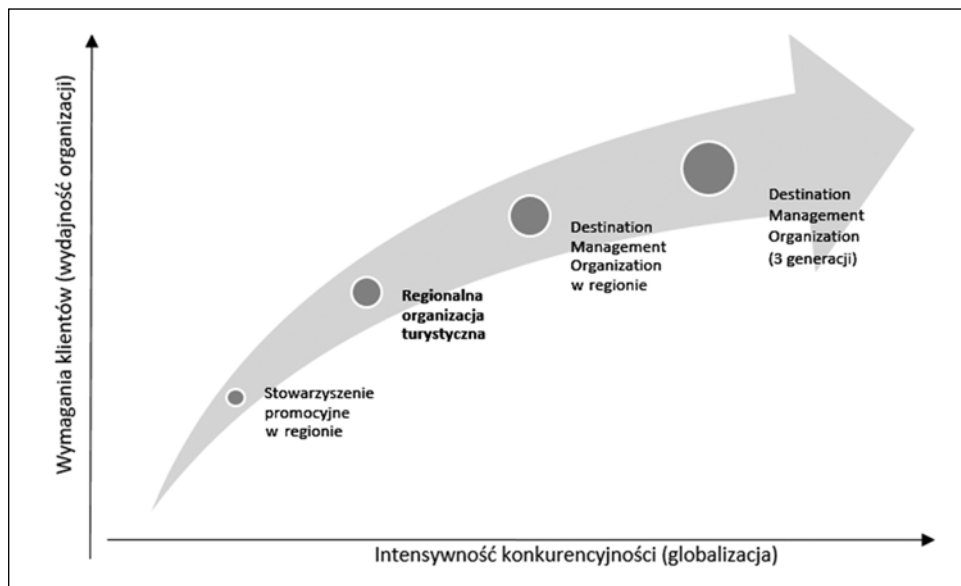 Wymagania klientów (wydajność organizacji)
Stowarzyszenie
promocyjne
w regionie
Regionalna
organizacja
turystyczna
Destination
Management
Organization
w regionie
Destination
Management
Organization
(3 generacji)
Intensywność konkurencyjności (globalizacja)